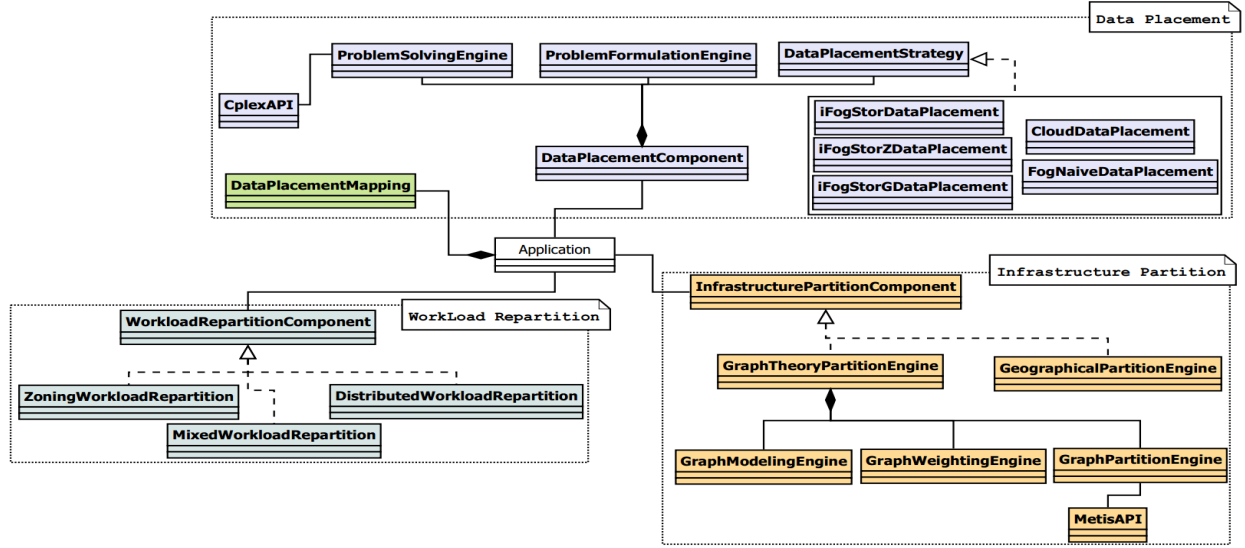 Data Placement
ProblemSolvingEngine
ProblemFormulationEngine
DataPlacementStrategy
CplexAPI
iFogStorDataPlacement
CloudDataPlacement
iFogStorZDataPlacement
DataPlacementComponent
FogNaiveDataPlacement
DataPlacementMapping
iFogStorGDataPlacement
Application
Infrastructure Partition
InfrastructurePartitionComponent
WorkloadRepartitionComponent
WorkLoad Repartition
GraphTheoryPartitionEngine
GeographicalPartitionEngine
ZoningWorkloadRepartition
DistributedWorkloadRepartition
MixedWorkloadRepartition
GraphModelingEngine
GraphWeightingEngine
GraphPartitionEngine
MetisAPI